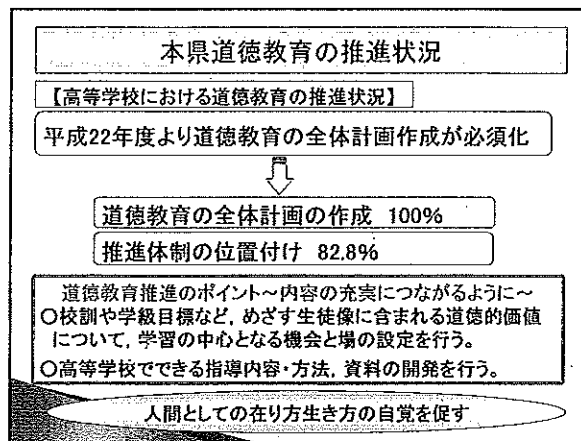 本県道徳教育の推進状況
【高等学校における道徳教育の推進状況】
平成22年度より道徳教育の全体計画作成が必須化
道徳教育の全体計画の作成 100%
推進体制の位置付け 82.8%
道徳教育推進のポイント~内容の充実につながるように~
○校訓や学級目標など，めざす生徒像に含まれる道徳的価値
について，学習の中心となる機会と場の設定を行う。
○高等学校でできる指導内容・方法，資料の開発を行う。
人間としての在り方生き方の自覚を促す